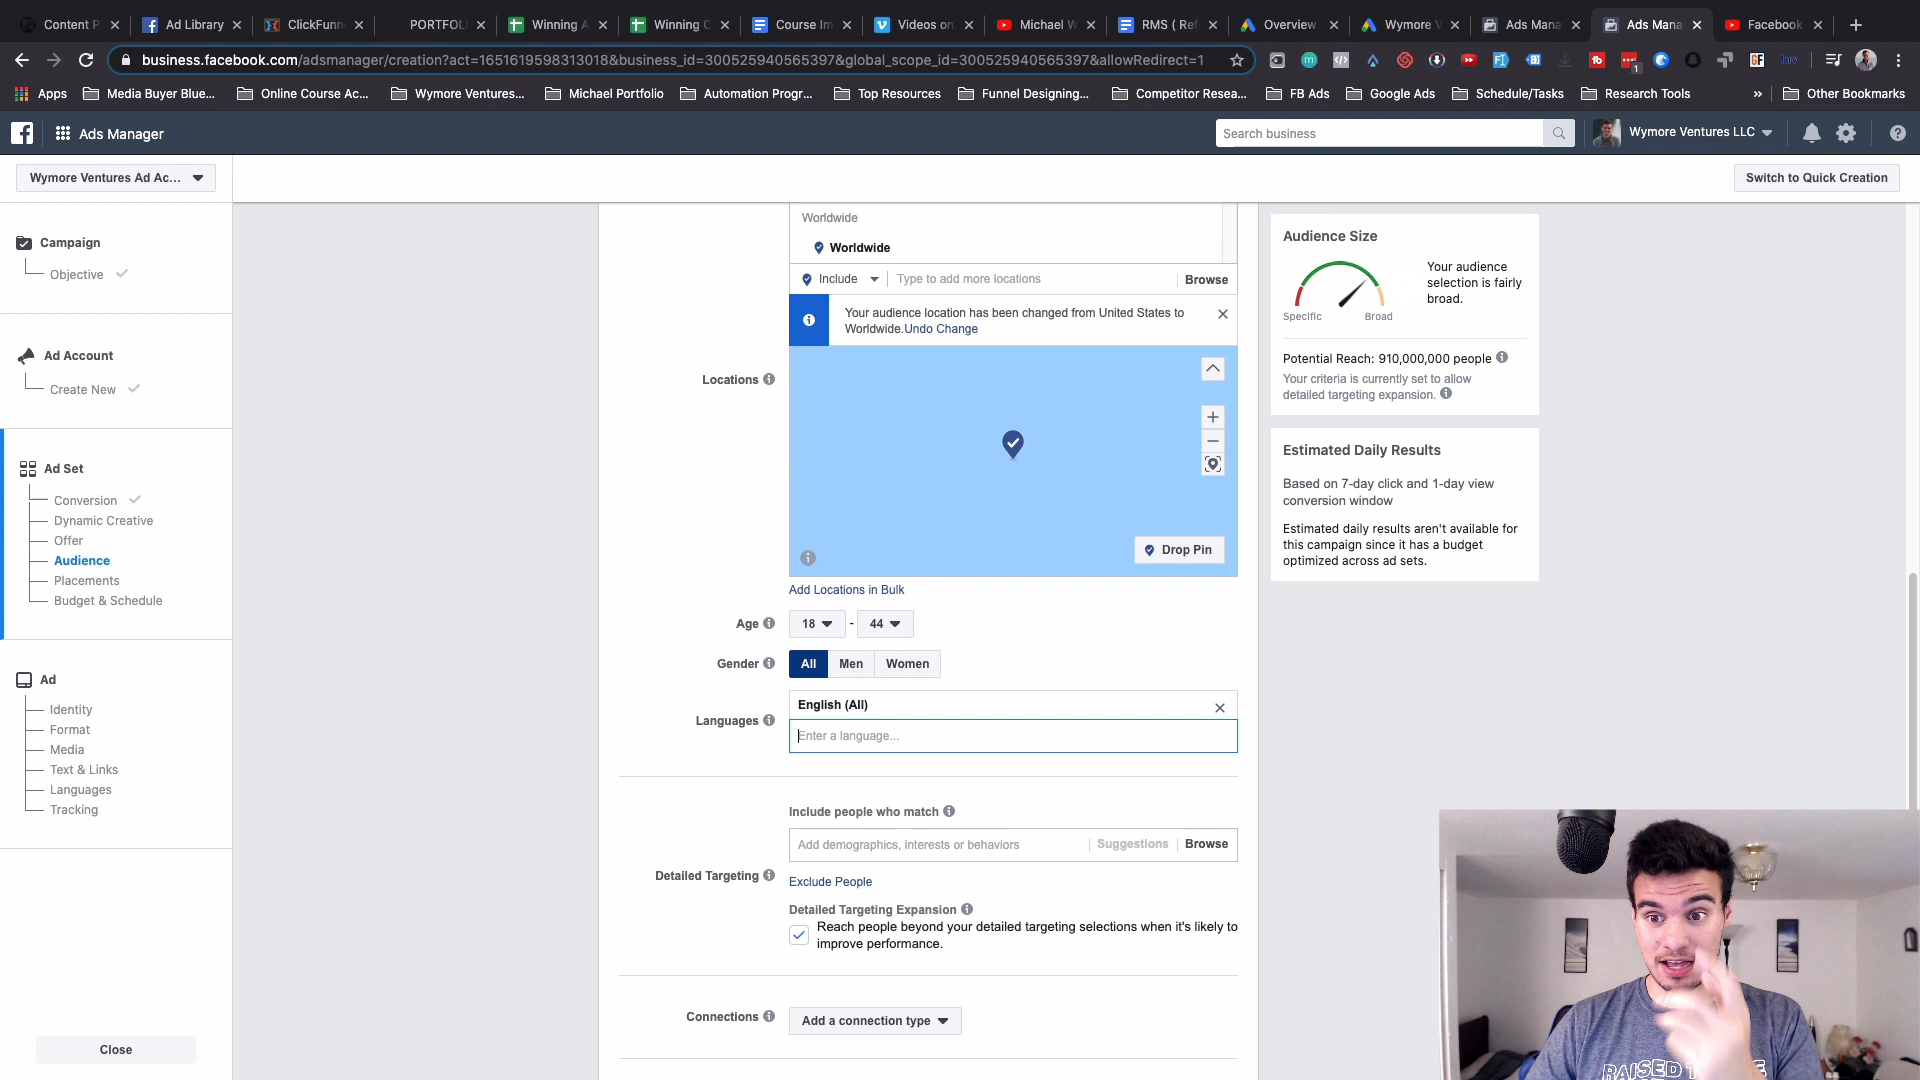 Content P
Ad Library
ClickFunn
PORTFOL
Winning A
Winning C
Course Im
Videos on
Michael W
RMS ( Ref
Overview
Wymore V
Ads Mana
Ads Mana
Facebook
business.facebook.com/adsmanager/creation?act=1651619598313018&business_id=300525940565397&global_scope_id=300525940565397&allowRedirect=1
Apps
Media Buyer Blue...
Online Course Ac...
Wymore Ventures...
Michael Portfolio
Automation Progr...
Top Resources
Funnel Designing...
Competitor Resea...
FB Ads
Google Ads
Schedule/Tasks
Research Tools
»
Other Bookmarks
Ads Manager
Search business
Wymore Ventures LLC
Wymore Ventures Ad Ac...
Switch to Quick Creation
Campaign
Objective
Ad Account
Create New
Ad Set
Conversion
Dynamic Creative
Offer
Audience
Placements
Budget & Schedule
Ad
Identity
Format
Media
Text & Links
Languages
Tracking
Close
Worldwide
Worldwide
Include
Type to add more locations
Browse
Your audience location has been changed from United States to
Worldwide.Undo Change
Locations
Drop Pin
Add Locations in Bulk
Age
18
-
44
Gender
All
Men
Women
Languages
English (All)
Enter a language...
Include people who match
Add demographics, interests or behaviors
Suggestions
Browse
Detailed Targeting
Exclude People
Detailed Targeting Expansion
Reach people beyond your detailed targeting selections when it's likely to
improve performance.
Connections
Add a connection type
Audience Size
Your audience
selection is fairly
broad.
Specific
Broad
Potential Reach: 910,000,000 people
Your criteria is currently set to allow
detailed targeting expansion.
Estimated Daily Results
Based on 7-day click and 1-day view
conversion window
Estimated daily results aren't available for
this campaign since it has a budget
optimized across ad sets.
RAISED